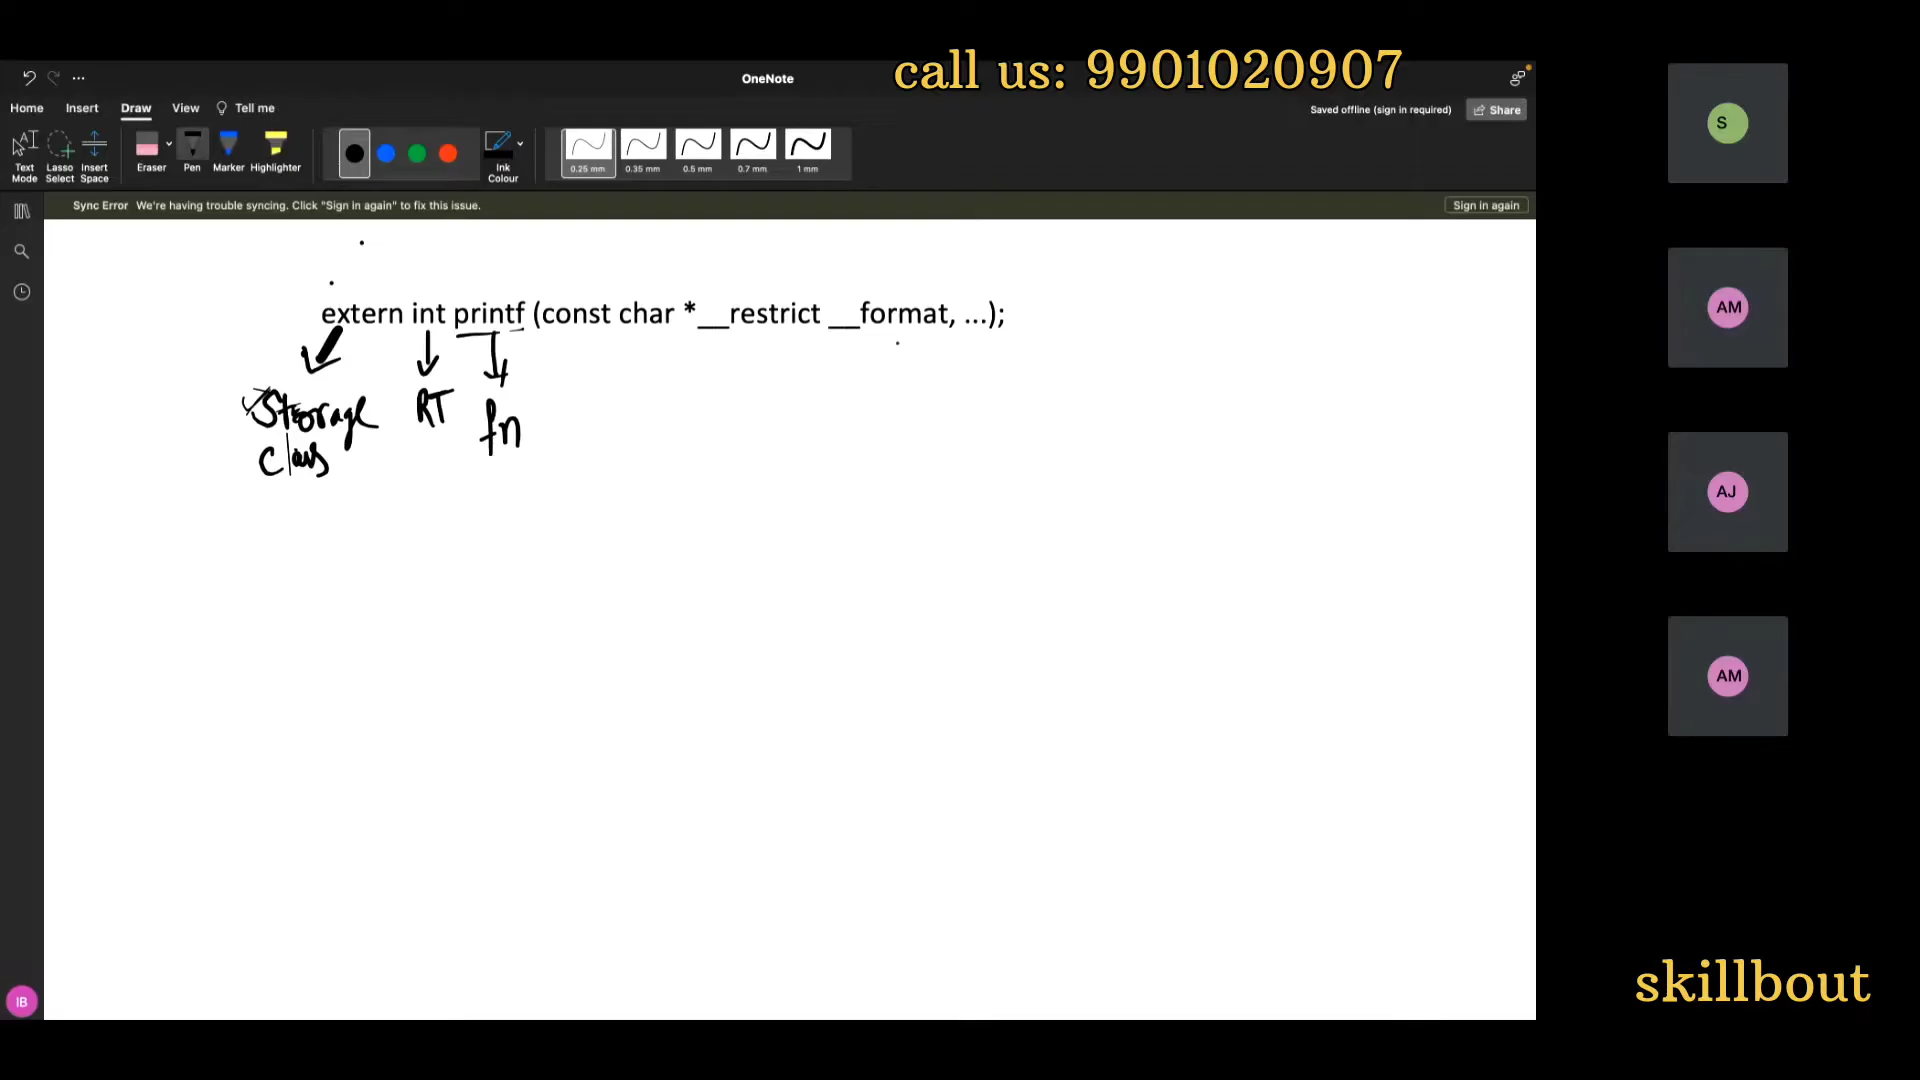 call us: 9901020907
OneNote
Home Insert Draw View Tell me
Saved offline (sign in required) Share
Text Mode
Lasso Select
Insert Space
Eraser
Pen
Marker
Highlighter
Ink Colour
0.25 mm
0.35 mm
0.5 mm
0.7 mm
1 mm
Sync Error We're having trouble syncing. Click "Sign in again" to fix this issue. Sign in again
extern int printf (const char *__restrict __format, ...);
Storage class
RT
fn
S
AM
AJ
AM
IB
skillbout